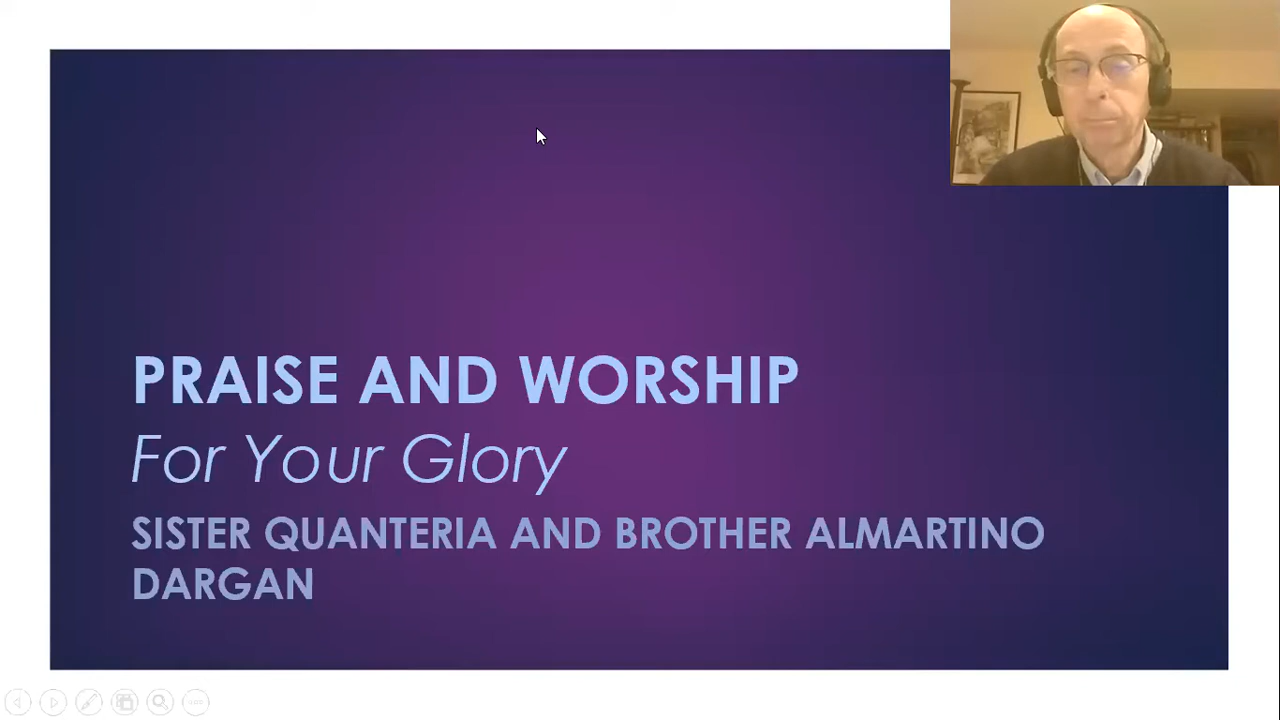 PRAISE AND WORSHIP
For Your Glory
SISTER QUANTERIA AND BROTHER ALMARTINO
DARGAN